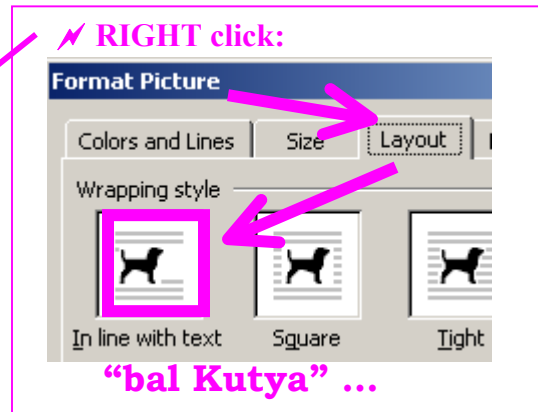 RIGHT click:
Format Picture
Colors and Lines Size Layout
Wrapping style
In line with text Square Tight
“bal Kutya” ...